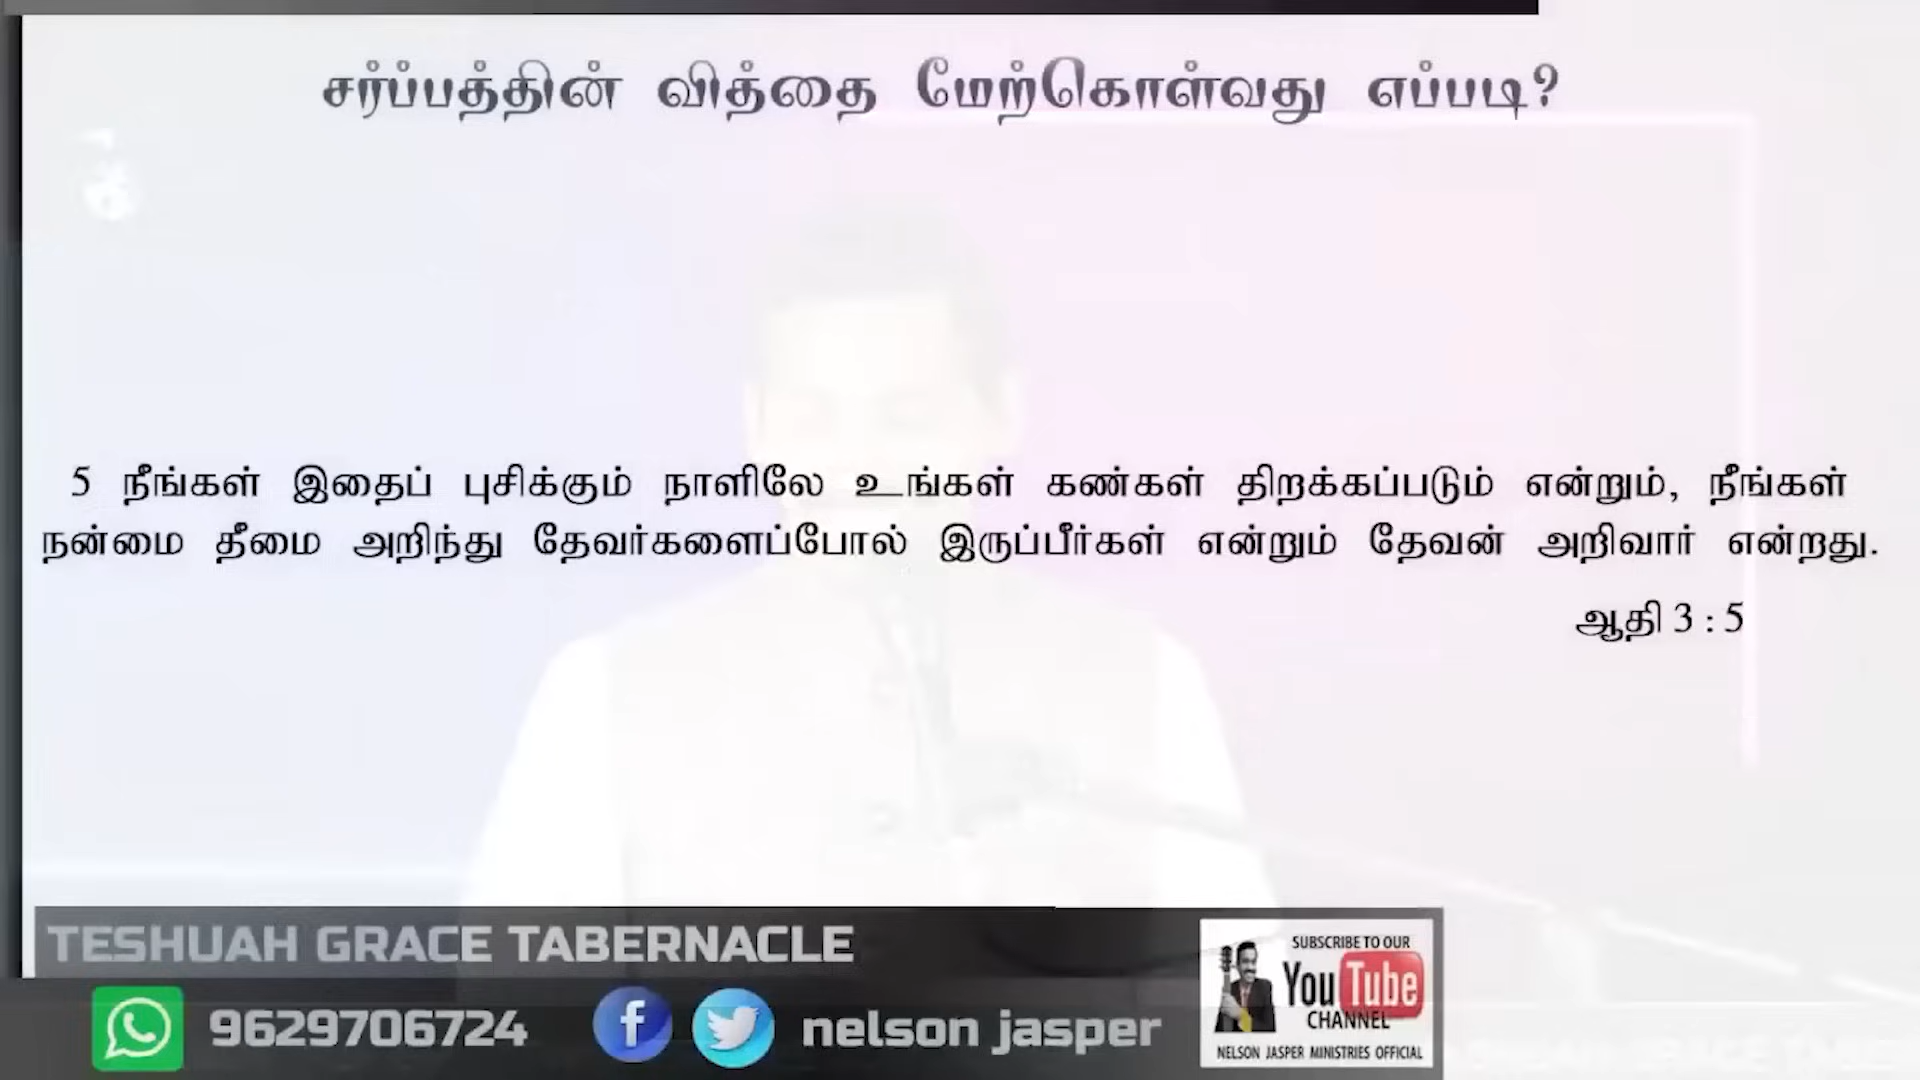 சர்ப்பத்தின் வித்தை மேற்கொள்வது எப்படி?
5 நீங்கள் இதைப் புசிக்கும் நாளிலே உங்கள் கண்கள் திறக்கப்படும் என்றும், நீங்கள்
நன்மை தீமை அறிந்து தேவர்களைப்போல் இருப்பீர்கள் என்றும் தேவன் அறிவார் என்றது.
ஆதி 3 : 5
TESHUAH GRACE TABERNACLE
9629706724
nelson jasper
SUBSCRIBE TO OUR
YouTube
CHANNEL
NELSON JASPER MINISTRIES OFFICIAL